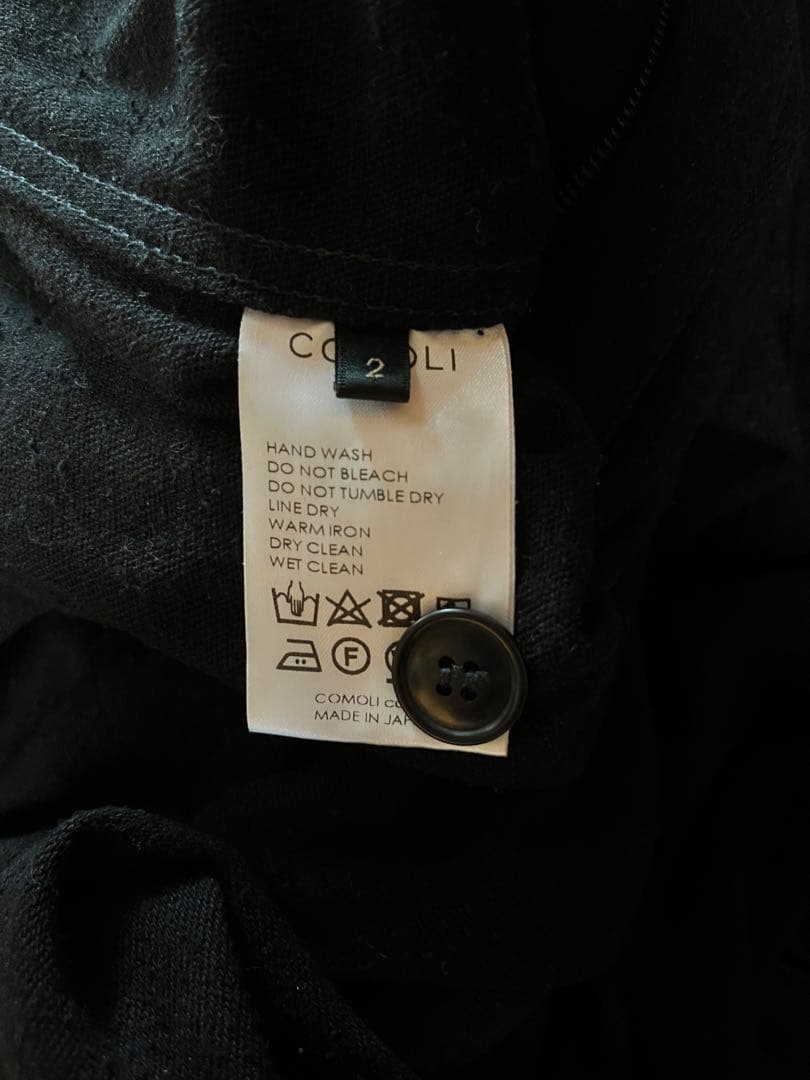 CO OLI
2
HAND WASH
DO NOT BLEACH
DO NOT TUMBLE DRY
LINE DRY
WARM IRON
DRY CLEAN
WET CLEAN
F
COMOLI
MADE IN